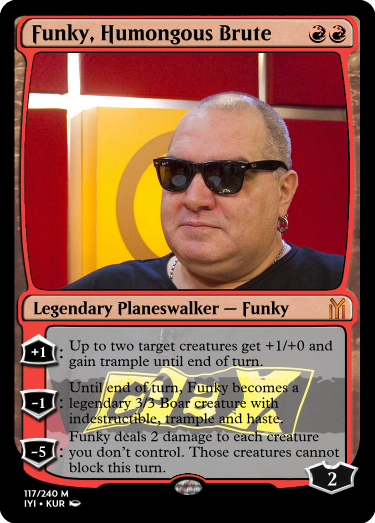 Funky, Humongous Brute
Legendary Planeswalker — Funky
+1: Up to two target creatures get +1/+0 and
gain trample until end of turn.
Until end of turn, Funky becomes a
-1: legendary 3/3 Boar creature with
indestructible, trample and haste.
Funky deals 2 damage to each creature
-5: you don't control. Those creatures cannot
block this turn.
2
117/240 M
IYI • KUR